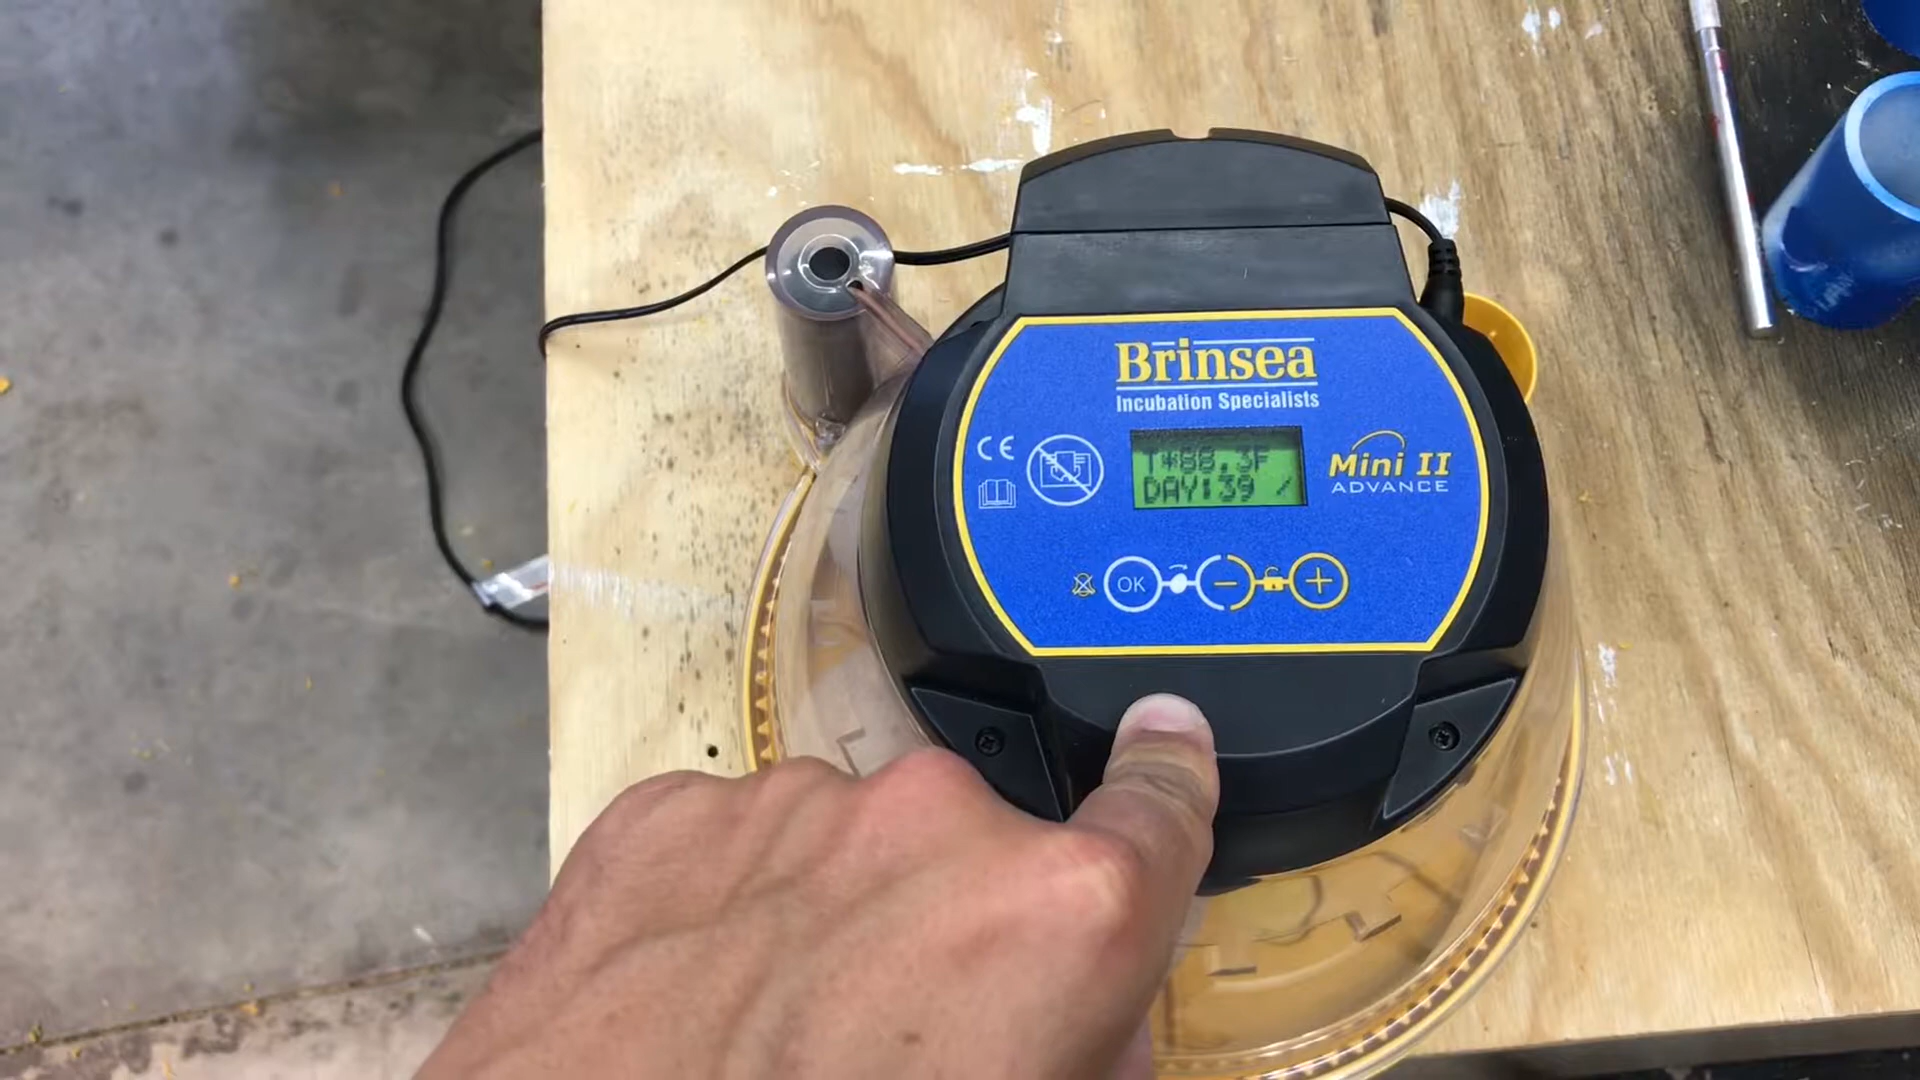 Brinsea
Incubation Specialists
CE
T*88.3F
DAY:39 /
Mini II
ADVANCE
OK
- +